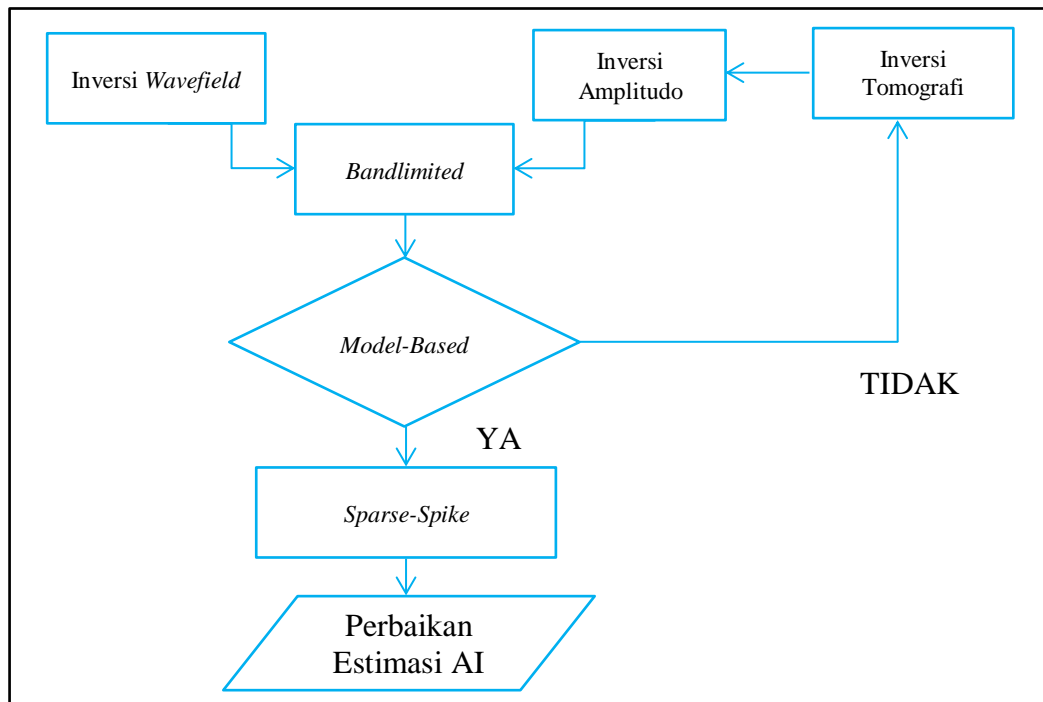 Inversi Wavefield
Inversi
Amplitudo
Inversi
Tomografi
Bandlimited
Model-Based
TIDAK
YA
Sparse-Spike
Perbaikan
Estimasi AI